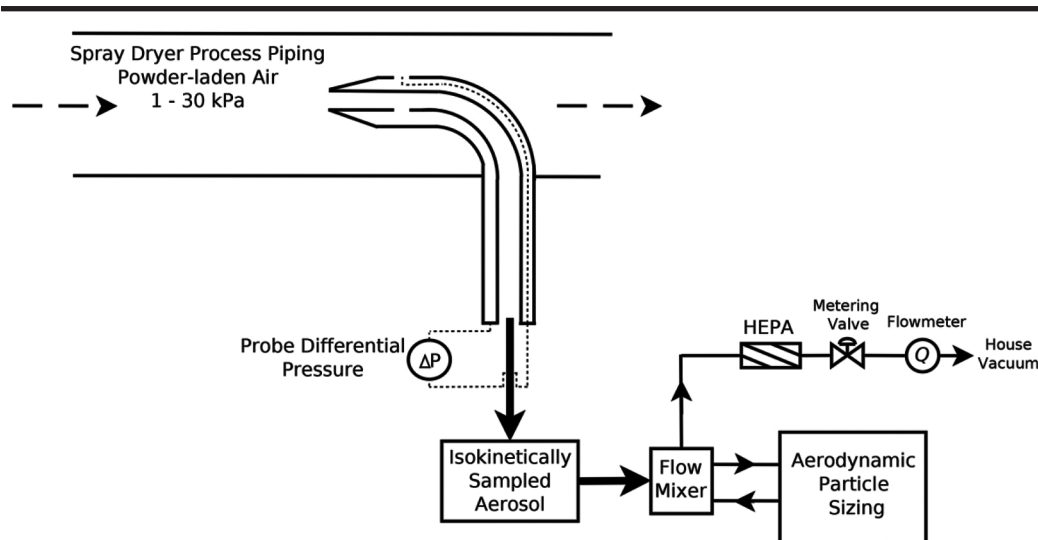 Spray Dryer Process Piping
Powder-laden Air
1 - 30 kPa
Probe Differential
Pressure
ΔP
Isokinetically
Sampled
Aerosol
Flow
Mixer
Aerodynamic
Particle
Sizing
HEPA
Metering
Valve
Flowmeter
Q
House
Vacuum